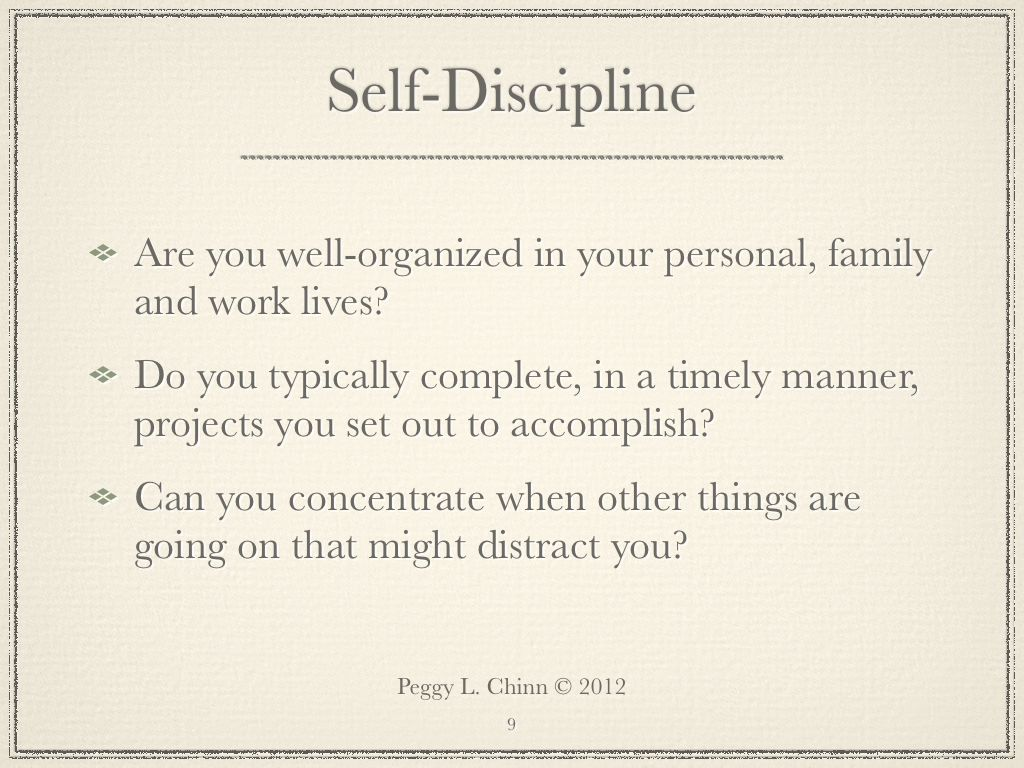 Self-Discipline
Are you well-organized in your personal, family
and work lives?
Do you typically complete, in a timely manner,
projects you set out to accomplish?
Can you concentrate when other things are
going on that might distract you?
Peggy L. Chinn © 2012
9